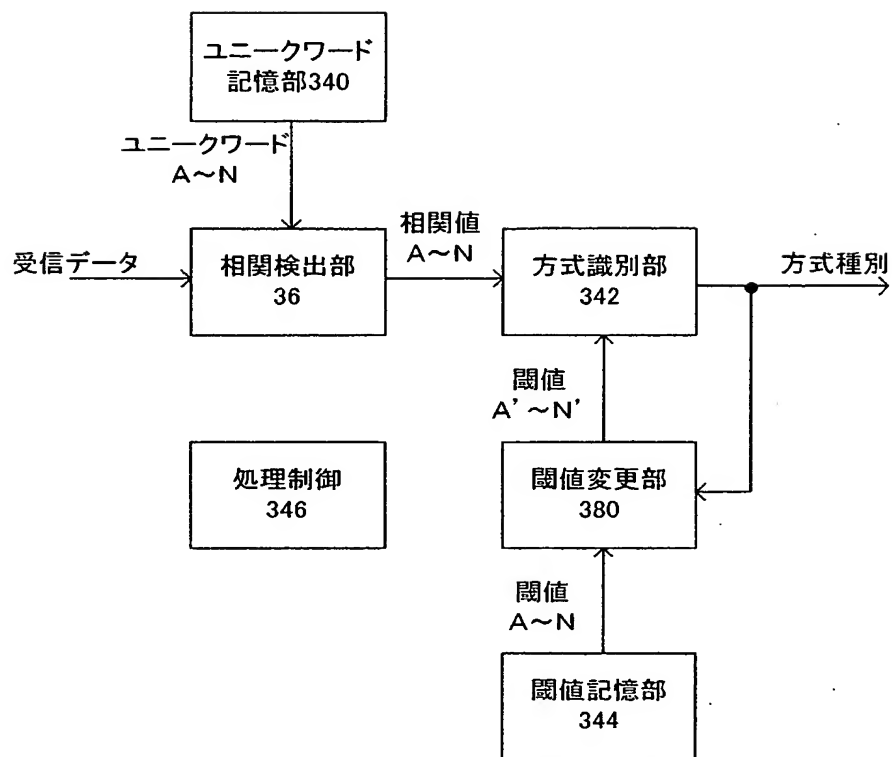 ユニークワード
記憶部340
ユニークワード
A～N
受信データ
相関検出部
36
相関値
A～N
方式識別部
342
方式種別
閾値
A'～N'
処理制御
346
閾値変更部
380
閾値
A～N
閾値記憶部
344